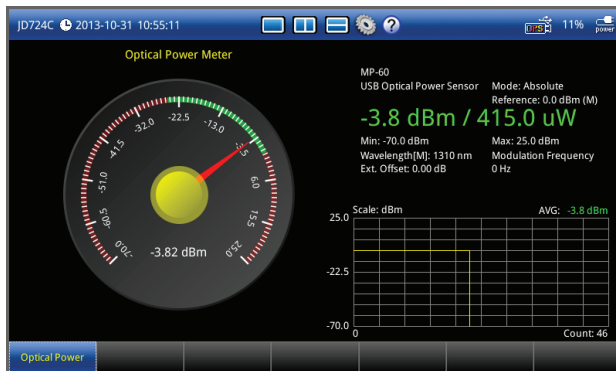 JD724C 2013-10-31 10:55:11
?
GPS
11%
power
Optical Power Meter
-70.0
-60.5
-51.0
-41.5
-32.0
-22.5
-13.0
-3.5
6.0
15.5
25.0
-3.82 dBm
MP-60
USB Optical Power Sensor
Mode: Absolute
Reference: 0.0 dBm (M)
-3.8 dBm / 415.0 uW
Min: -70.0 dBm
Max: 25.0 dBm
Wavelength[M]: 1310 nm
Modulation Frequency
Ext. Offset: 0.00 dB
0 Hz
Scale: dBm
AVG: -3.8 dBm
25.0
-22.5
-70.0
0
Count: 46
Optical Power